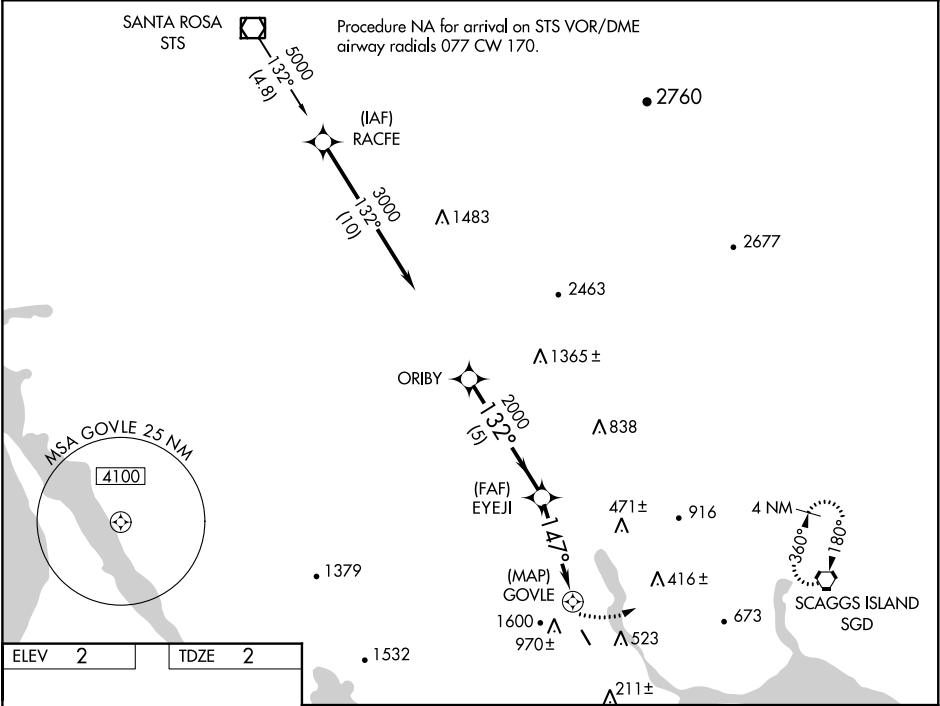 SANTA ROSA
STS
Procedure NA for arrival on STS VOR/DME
airway radials 077 CW 170.
5000
132°
(4.8)
2760
(IAF)
RACFE
3000
132°
(10)
1483
2677
2463
1365 ±
ORIBY
2000
132°
(5)
838
MSA GOVLE 25 NM
4100
(FAF)
EYEJI
471±
916
4 NM
360°
180°
147°
1379
(MAP)
GOVLE
416 ±
SCAGGS ISLAND
SGD
1600
970±
523
673
ELEV 2
TDZE 2
1532
211±